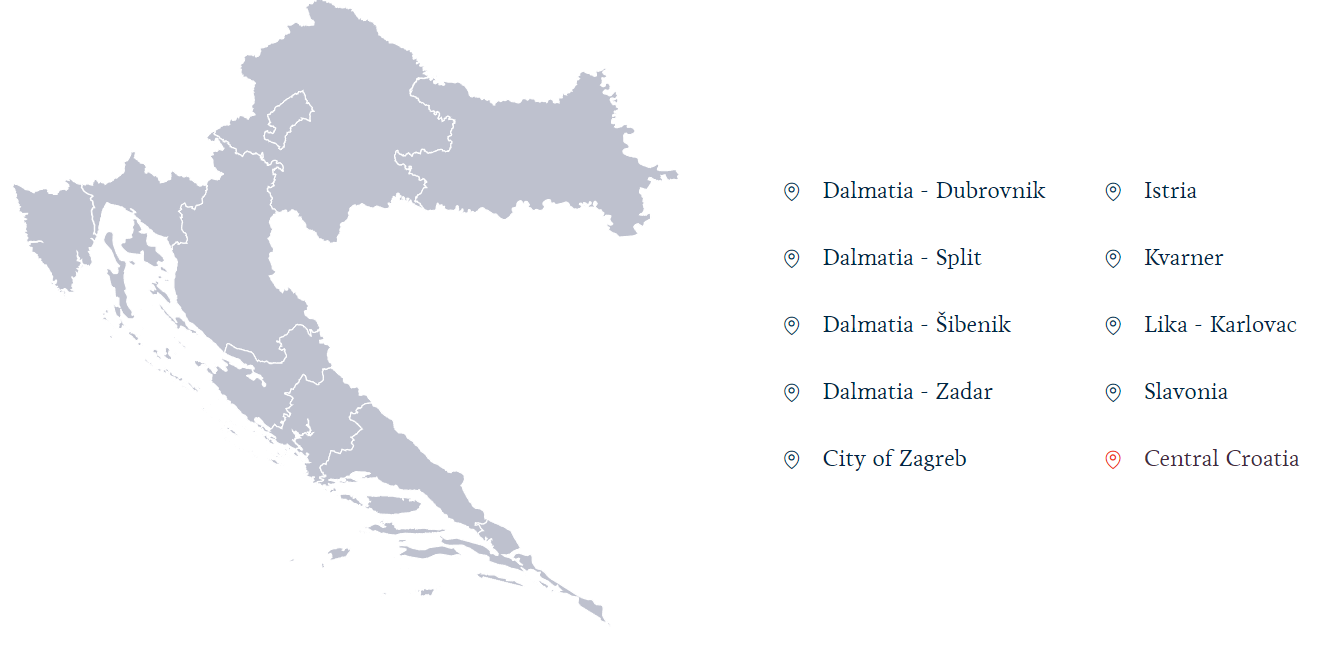 Dalmatia - Dubrovnik
Istria
Dalmatia - Split
Kvarner
Dalmatia - Šibenik
Lika - Karlovac
Dalmatia - Zadar
Slavonia
City of Zagreb
Central Croatia